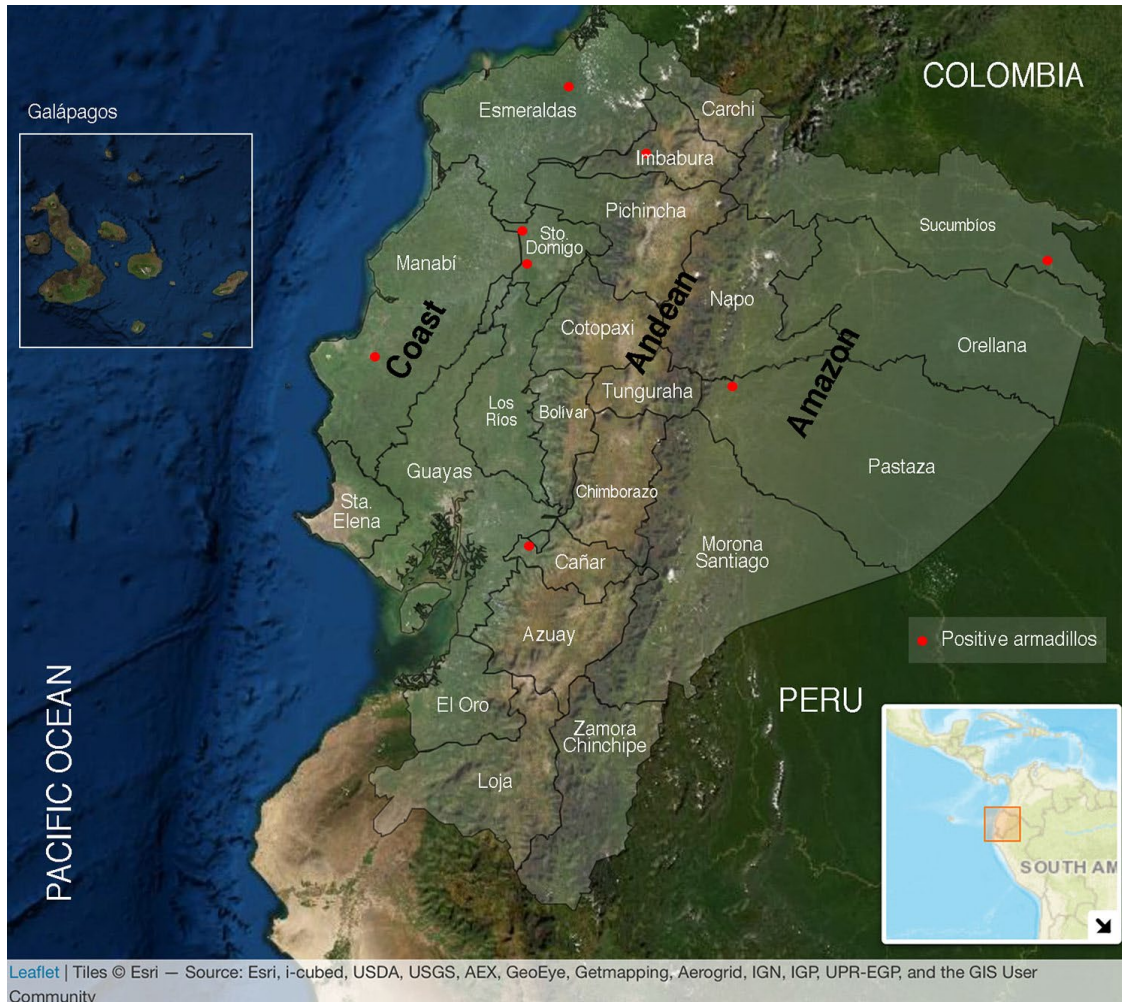 COLOMBIA
Galápagos
Esmeraldas
Carchi
Imbabura
Pichincha
Sucumbíos
Sto.
Domigo
Manabí
Napo
Coast
Andean
Amazon
Cotopaxi
Orellana
Tunguraha
Los
Ríos
Bolívar
Pastaza
Guayas
Chimborazo
Sta.
Elena
Morona
Santiago
Cañar
Azuay
Positive armadillos
PERU
El Oro
Zamora
Chinchipe
Loja
PACIFIC OCEAN
SOUTH AM
Leaflet | Tiles © Esri — Source: Esri, i-cubed, USDA, USGS, AEX, GeoEye, Getmapping, Aerogrid, IGN, IGP, UPR-EGP, and the GIS User
Community